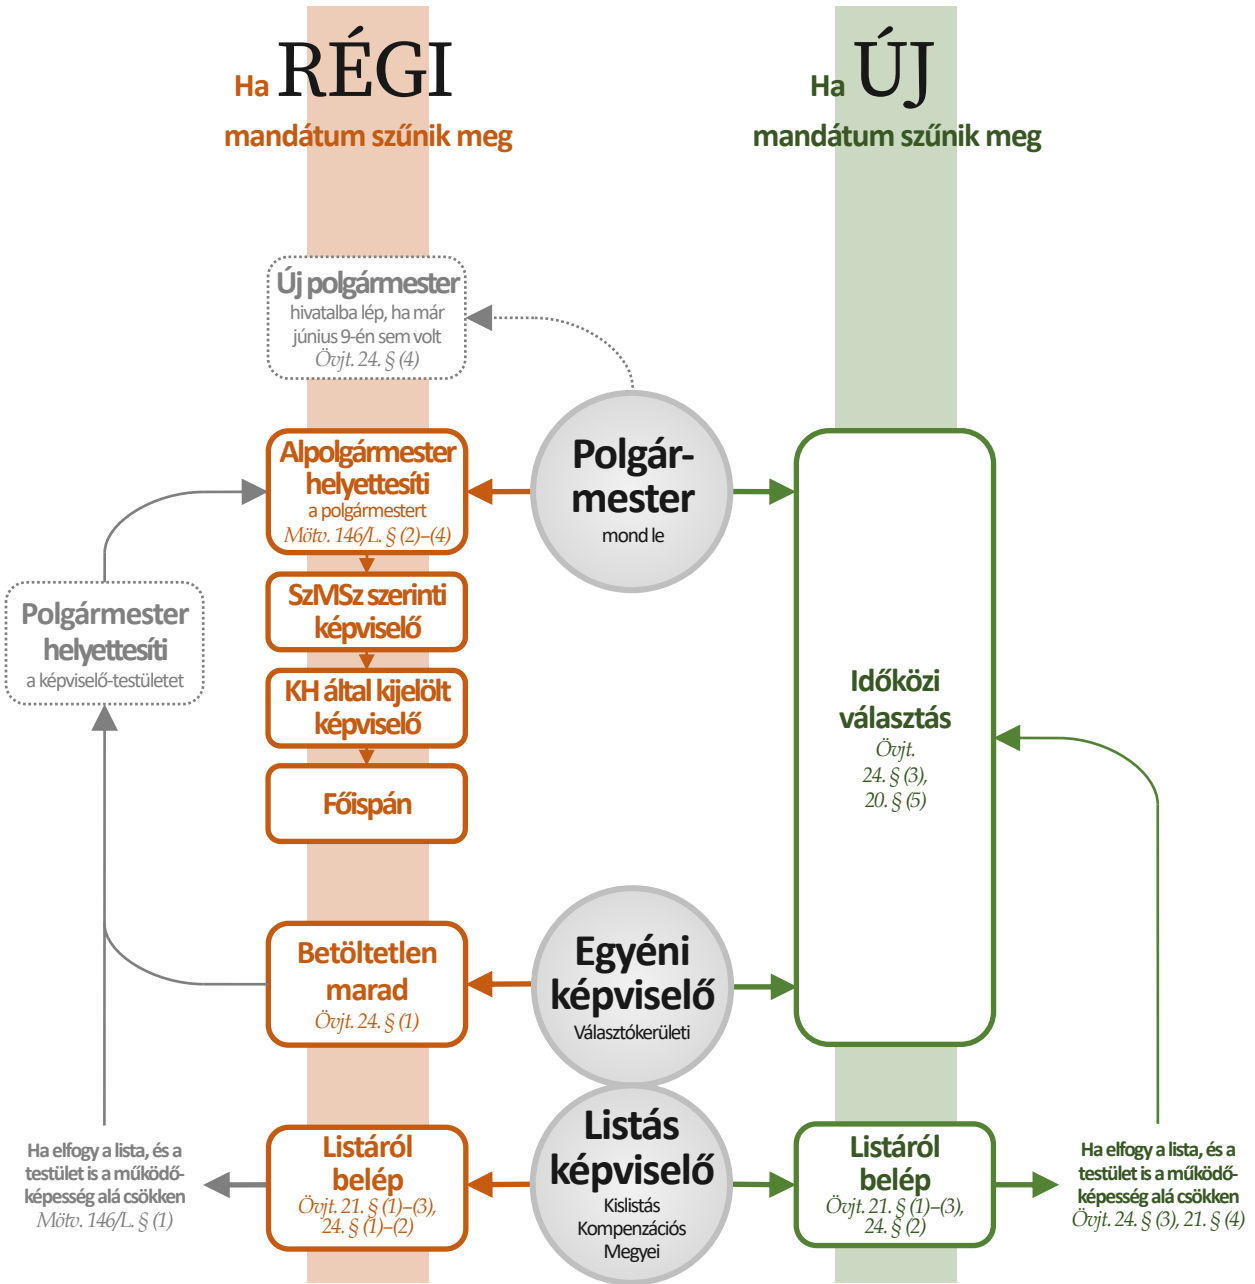 Ha RÉGI
mandátum szűnik meg
Ha ÚJ
mandátum szűnik meg
Új polgármester
hivatalba lép, ha már
június 9-én sem volt
Övjt. 24. § (4)
Alpolgármester
helyettesíti
a polgármestert
Mötv. 146/L. § (2)–(4)
Polgár-
mester
mond le
SzMSz szerinti
képviselő
Polgármester
helyettesíti
a képviselő-testületet
KH által kijelölt
képviselő
Főispán
Időközi
választás
Övjt.
24. § (3),
20. § (5)
Betöltetlen
marad
Övjt. 24. § (1)
Egyéni
képviselő
Választókerületi
Ha elfogy a lista, és a
testület is a működő-
képesség alá csökken
Mötv. 146/L. § (1)
Listáról
belép
Övjt. 21. § (1)–(3),
24. § (1)–(2)
Listás
képviselő
Kislistás
Kompenzációs
Megyei
Listáról
belép
Övjt. 21. § (1)–(3),
24. § (2)
Ha elfogy a lista, és a
testület is a működő-
képesség alá csökken
Övjt. 24. § (3), 21. § (4)